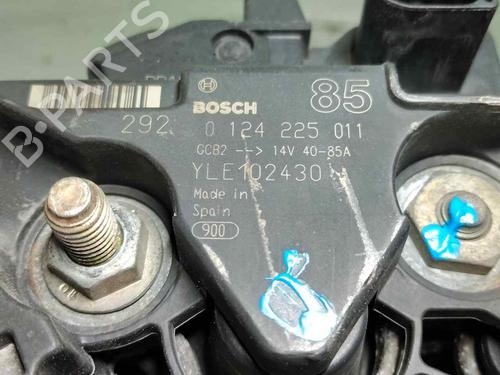 B-PARTS
BOSCH
85
292
0 124 225 011
GCB2 --> 14V 40-85A
YLE102430
Made in
Spain
900